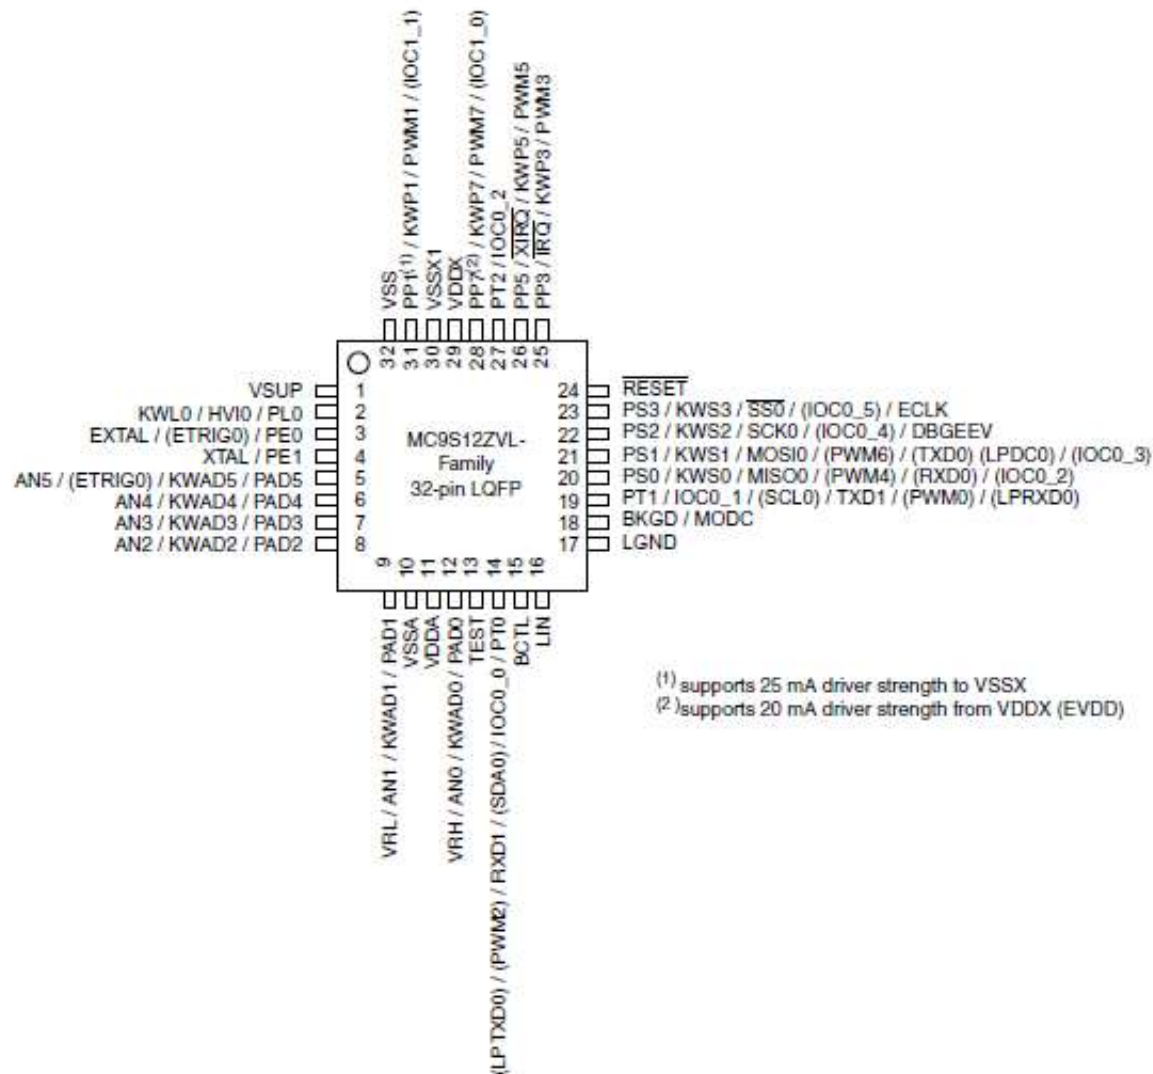 VSS
PP1(1) / KWP1 / PWM1 / (IOC1_1)
VSSX1
VDDX
PP7(2) / KWP7 / PWM7 / (IOC1_0)
PT2 / IOC0_2
PP5 / XIRQ / KWP5 / PWM5
PP3 / IRQ / KWP3 / PWM3
32
31
30
29
28
27
26
25
VSUP 1
KWL0 / HVI0 / PL0 2
EXTAL / (ETRIG0) / PE0 3
XTAL / PE1 4
AN5 / (ETRIG0) / KWAD5 / PAD5 5
AN4 / KWAD4 / PAD4 6
AN3 / KWAD3 / PAD3 7
AN2 / KWAD2 / PAD2 8
MC9S12ZVL-
Family
32-pin LQFP
24 RESET
23 PS3 / KWS3 / SS0 / (IOC0_5) / ECLK
22 PS2 / KWS2 / SCK0 / (IOC0_4) / DBGEEV
21 PS1 / KWS1 / MOSI0 / (PWM6) / (TXD0) (LPDC0) / (IOC0_3)
20 PS0 / KWS0 / MISO0 / (PWM4) / (RXD0) / (IOC0_2)
19 PT1 / IOC0_1 / (SCL0) / TXD1 / (PWM0) / (LPRXD0)
18 BKGD / MODC
17 LGND
9
10
11
12
13
14
15
16
VRL / AN1 / KWAD1 / PAD1
VSSA
VDDA
VRH / AN0 / KWAD0 / PAD0
TEST
(LPTXD0) / (PWM2) / RXD1 / (SDA0) / IOC0_0 / PT0
BCTL
LIN
(1) supports 25 mA driver strength to VSSX
(2 )supports 20 mA driver strength from VDDX (EVDD)